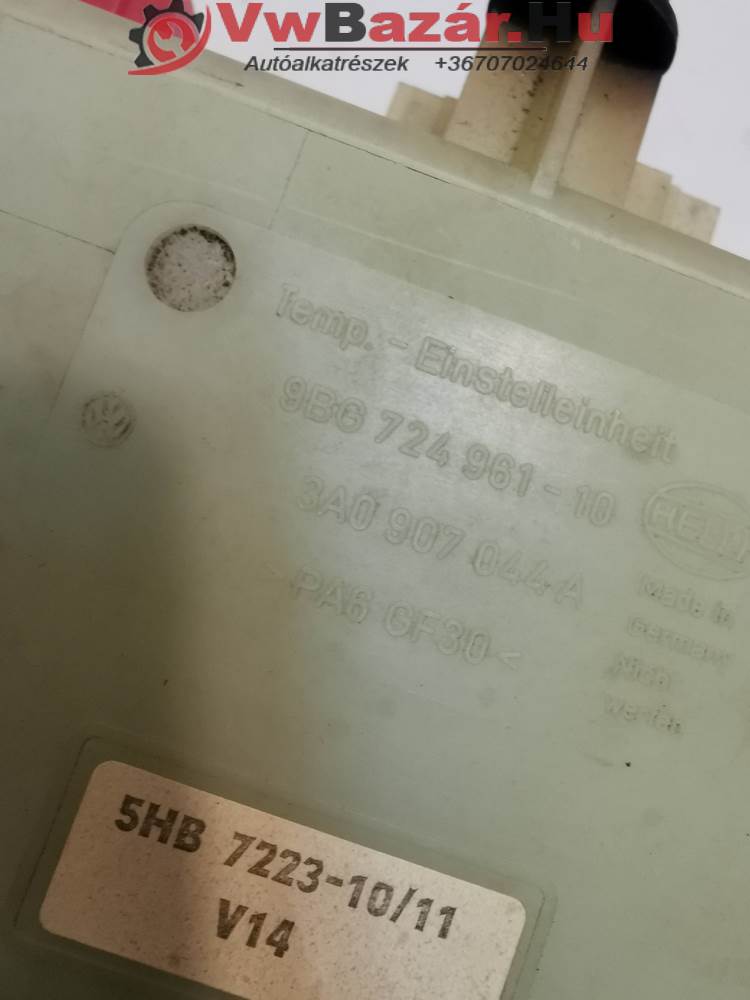 VwBazár.Hu
Autóalkatrészek +36707024644
Temp. - Einstelleinheit
9BG 724 961 - 10
3A0 907 044 A
PA6 GF30 <
HELLA
Made in
Germany
Nicht
werfen
5HB 7223-10/11
V14